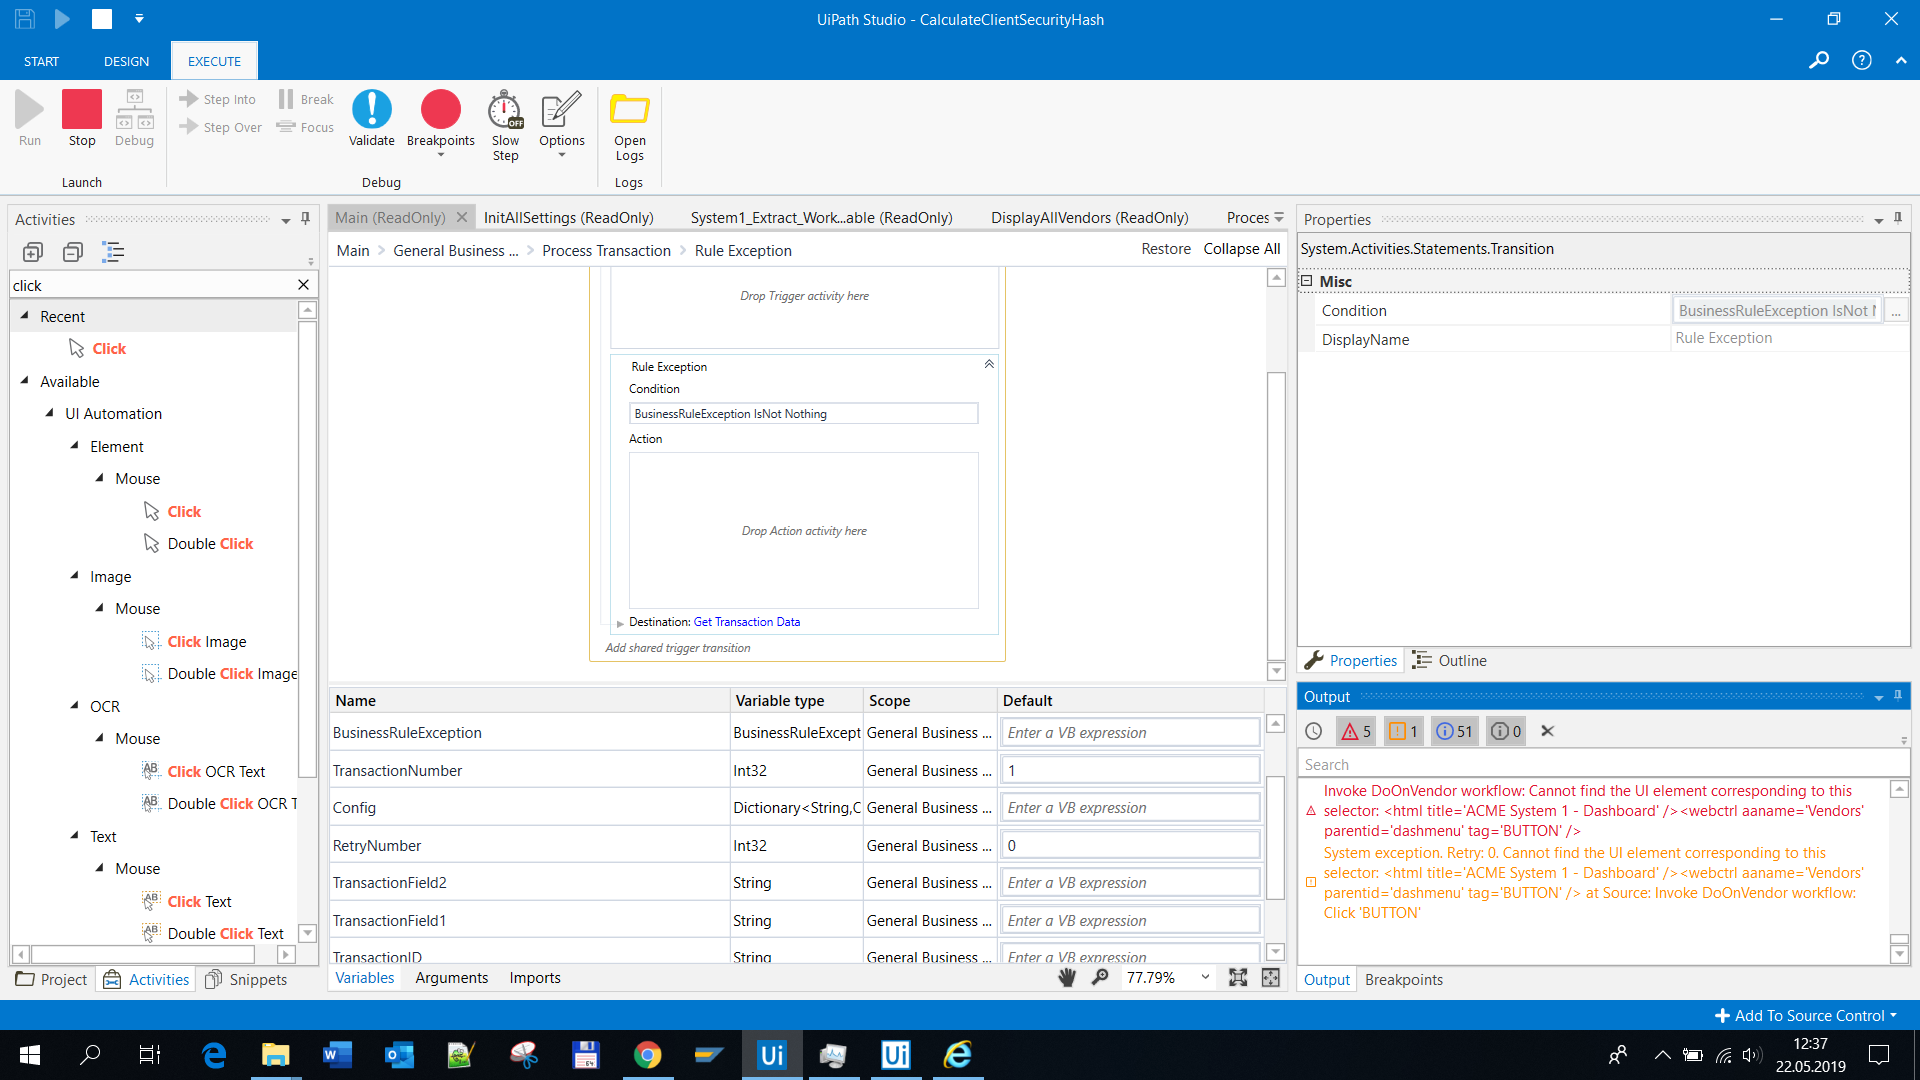 UiPath Studio - CalculateClientSecurityHash
START DESIGN EXECUTE
Run
Stop
Debug
Launch
Step Into
Step Over
Break
Focus
Validate
Breakpoints
Slow
Step
Options
Debug
OFF
Open
Logs
Logs
Activities
click
Recent
Click
Available
UI Automation
Element
Mouse
Click
Double Click
Image
Mouse
Click Image
Double Click Image
OCR
Mouse
Click OCR Text
Double Click OCR T
Text
Mouse
Click Text
Double Click Text
Project Activities Snippets
Main (ReadOnly) InitAllSettings (ReadOnly) System1_Extract_Work...able (ReadOnly) DisplayAllVendors (ReadOnly) Proces
Main > General Business ... > Process Transaction > Rule Exception
Restore Collapse All
Drop Trigger activity here
Rule Exception
Condition
BusinessRuleException IsNot Nothing
Action
Drop Action activity here
Destination: Get Transaction Data
Add shared trigger transition
Name Variable type Scope Default
BusinessRuleException BusinessRuleExcept General Business ... Enter a VB expression
TransactionNumber Int32 General Business ... 1
Config Dictionary<String,O General Business ... Enter a VB expression
RetryNumber Int32 General Business ... 0
TransactionField2 String General Business ... Enter a VB expression
TransactionField1 String General Business ... Enter a VB expression
TransactionID String General Business ... Enter a VB expression
Variables Arguments Imports
77.79%
Properties
System.Activities.Statements.Transition
Misc
Condition BusinessRuleException IsNot N ...
DisplayName Rule Exception
Properties Outline
Output
5 1 51 0
Search
Invoke DoOnVendor workflow: Cannot find the UI element corresponding to this
selector: <html title='ACME System 1 - Dashboard' /><webctrl aaname='Vendors'
parentid='dashmenu' tag='BUTTON' />
System exception. Retry: 0. Cannot find the UI element corresponding to this
selector: <html title='ACME System 1 - Dashboard' /><webctrl aaname='Vendors'
parentid='dashmenu' tag='BUTTON' /> at Source: Invoke DoOnVendor workflow:
Click 'BUTTON'
Output Breakpoints
Add To Source Control
Ui
Ui
12:37
22.05.2019